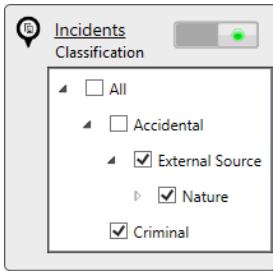 Incidents
Classification
All
Accidental
External Source
Nature
Criminal